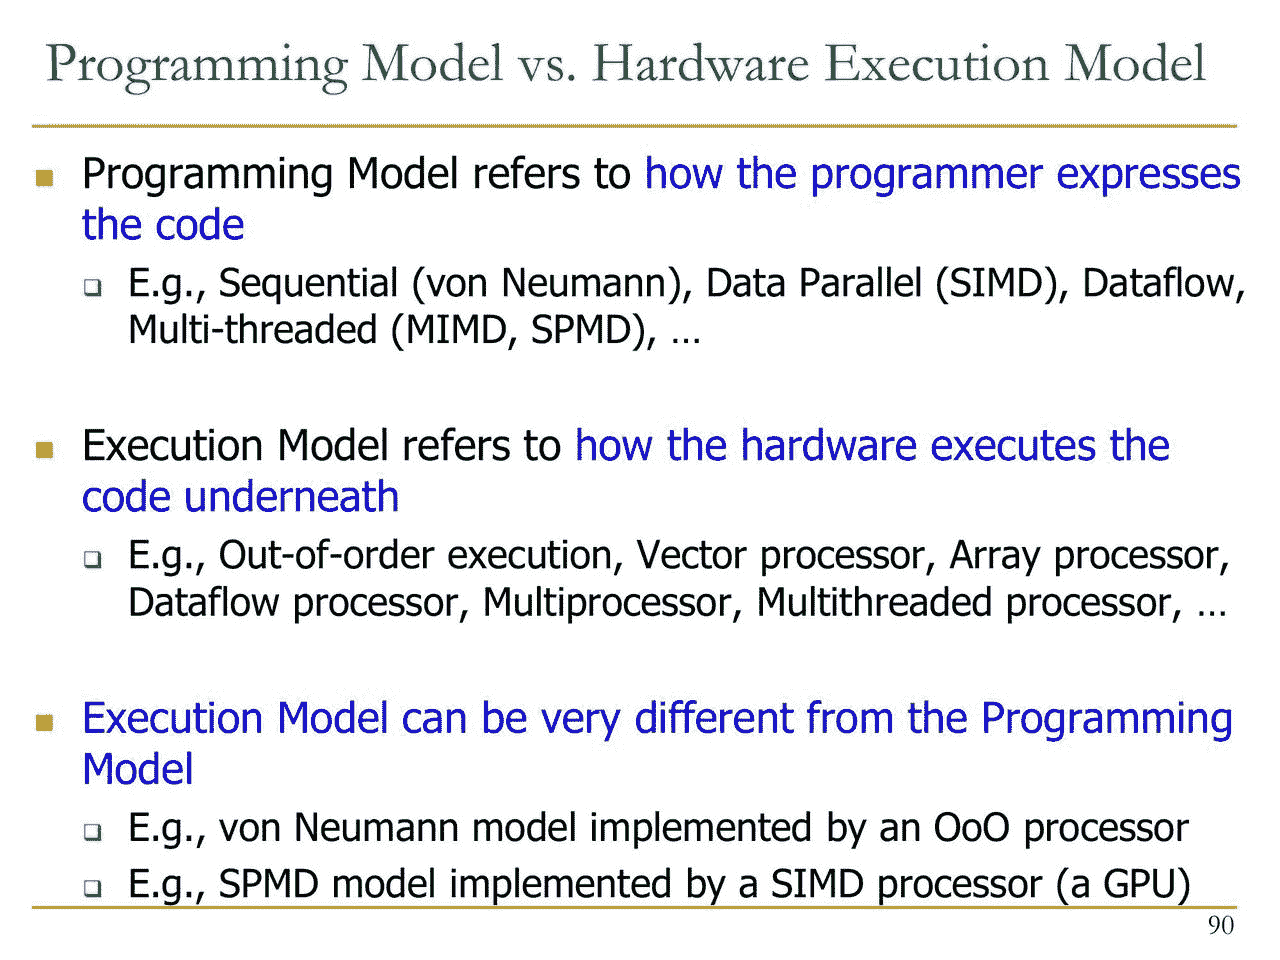 Programming Model vs. Hardware Execution Model
Programming Model refers to how the programmer expresses
the code
E.g., Sequential (von Neumann), Data Parallel (SIMD), Dataflow,
Multi-threaded (MIMD, SPMD), …
Execution Model refers to how the hardware executes the
code underneath
E.g., Out-of-order execution, Vector processor, Array processor,
Dataflow processor, Multiprocessor, Multithreaded processor, …
Execution Model can be very different from the Programming
Model
E.g., von Neumann model implemented by an OoO processor
E.g., SPMD model implemented by a SIMD processor (a GPU)
90